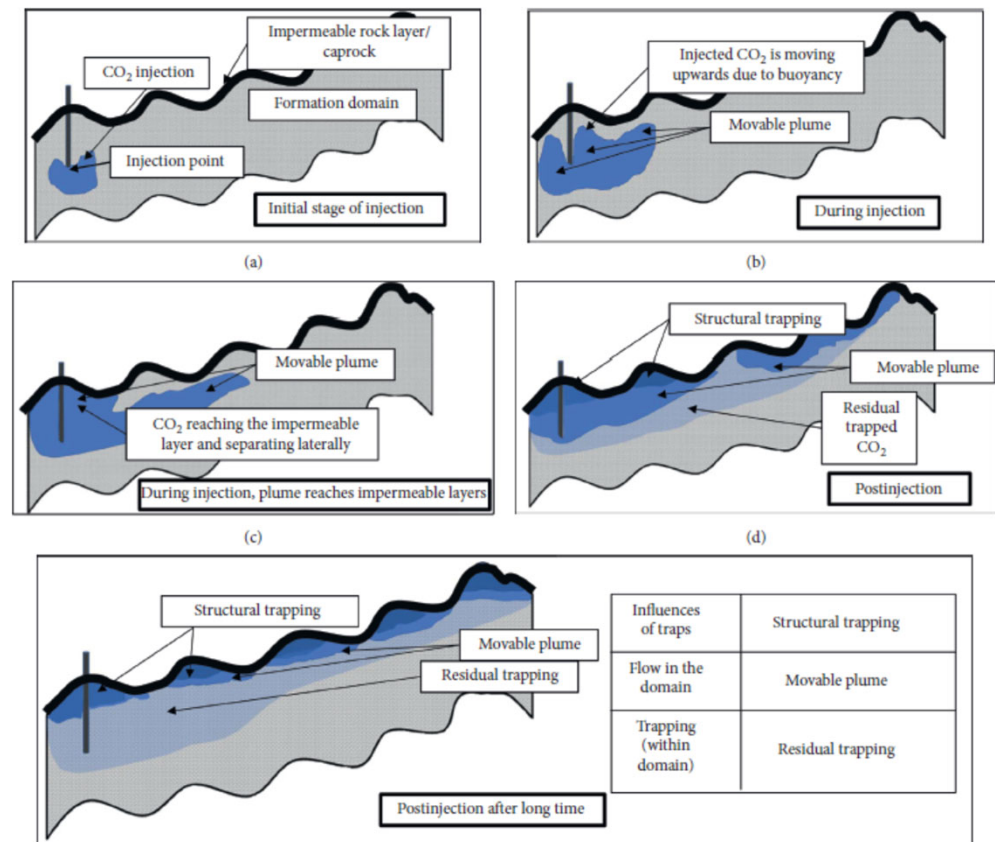 Impermeable rock layer/
caprock
CO₂ injection
Formation domain
Injection point
Initial stage of injection
(a)
Injected CO₂ is moving
upwards due to buoyancy
Movable plume
During injection
(b)
Movable plume
CO₂ reaching the impermeable
layer and separating laterally
During injection, plume reaches impermeable layers
(c)
Structural trapping
Movable plume
Residual
trapped
CO₂
Postinjection
(d)
Structural trapping
Movable plume
Residual trapping
Postinjection after long time
Influences
of traps
Structural trapping
Flow in the
domain
Movable plume
Trapping
(within
domain)
Residual trapping